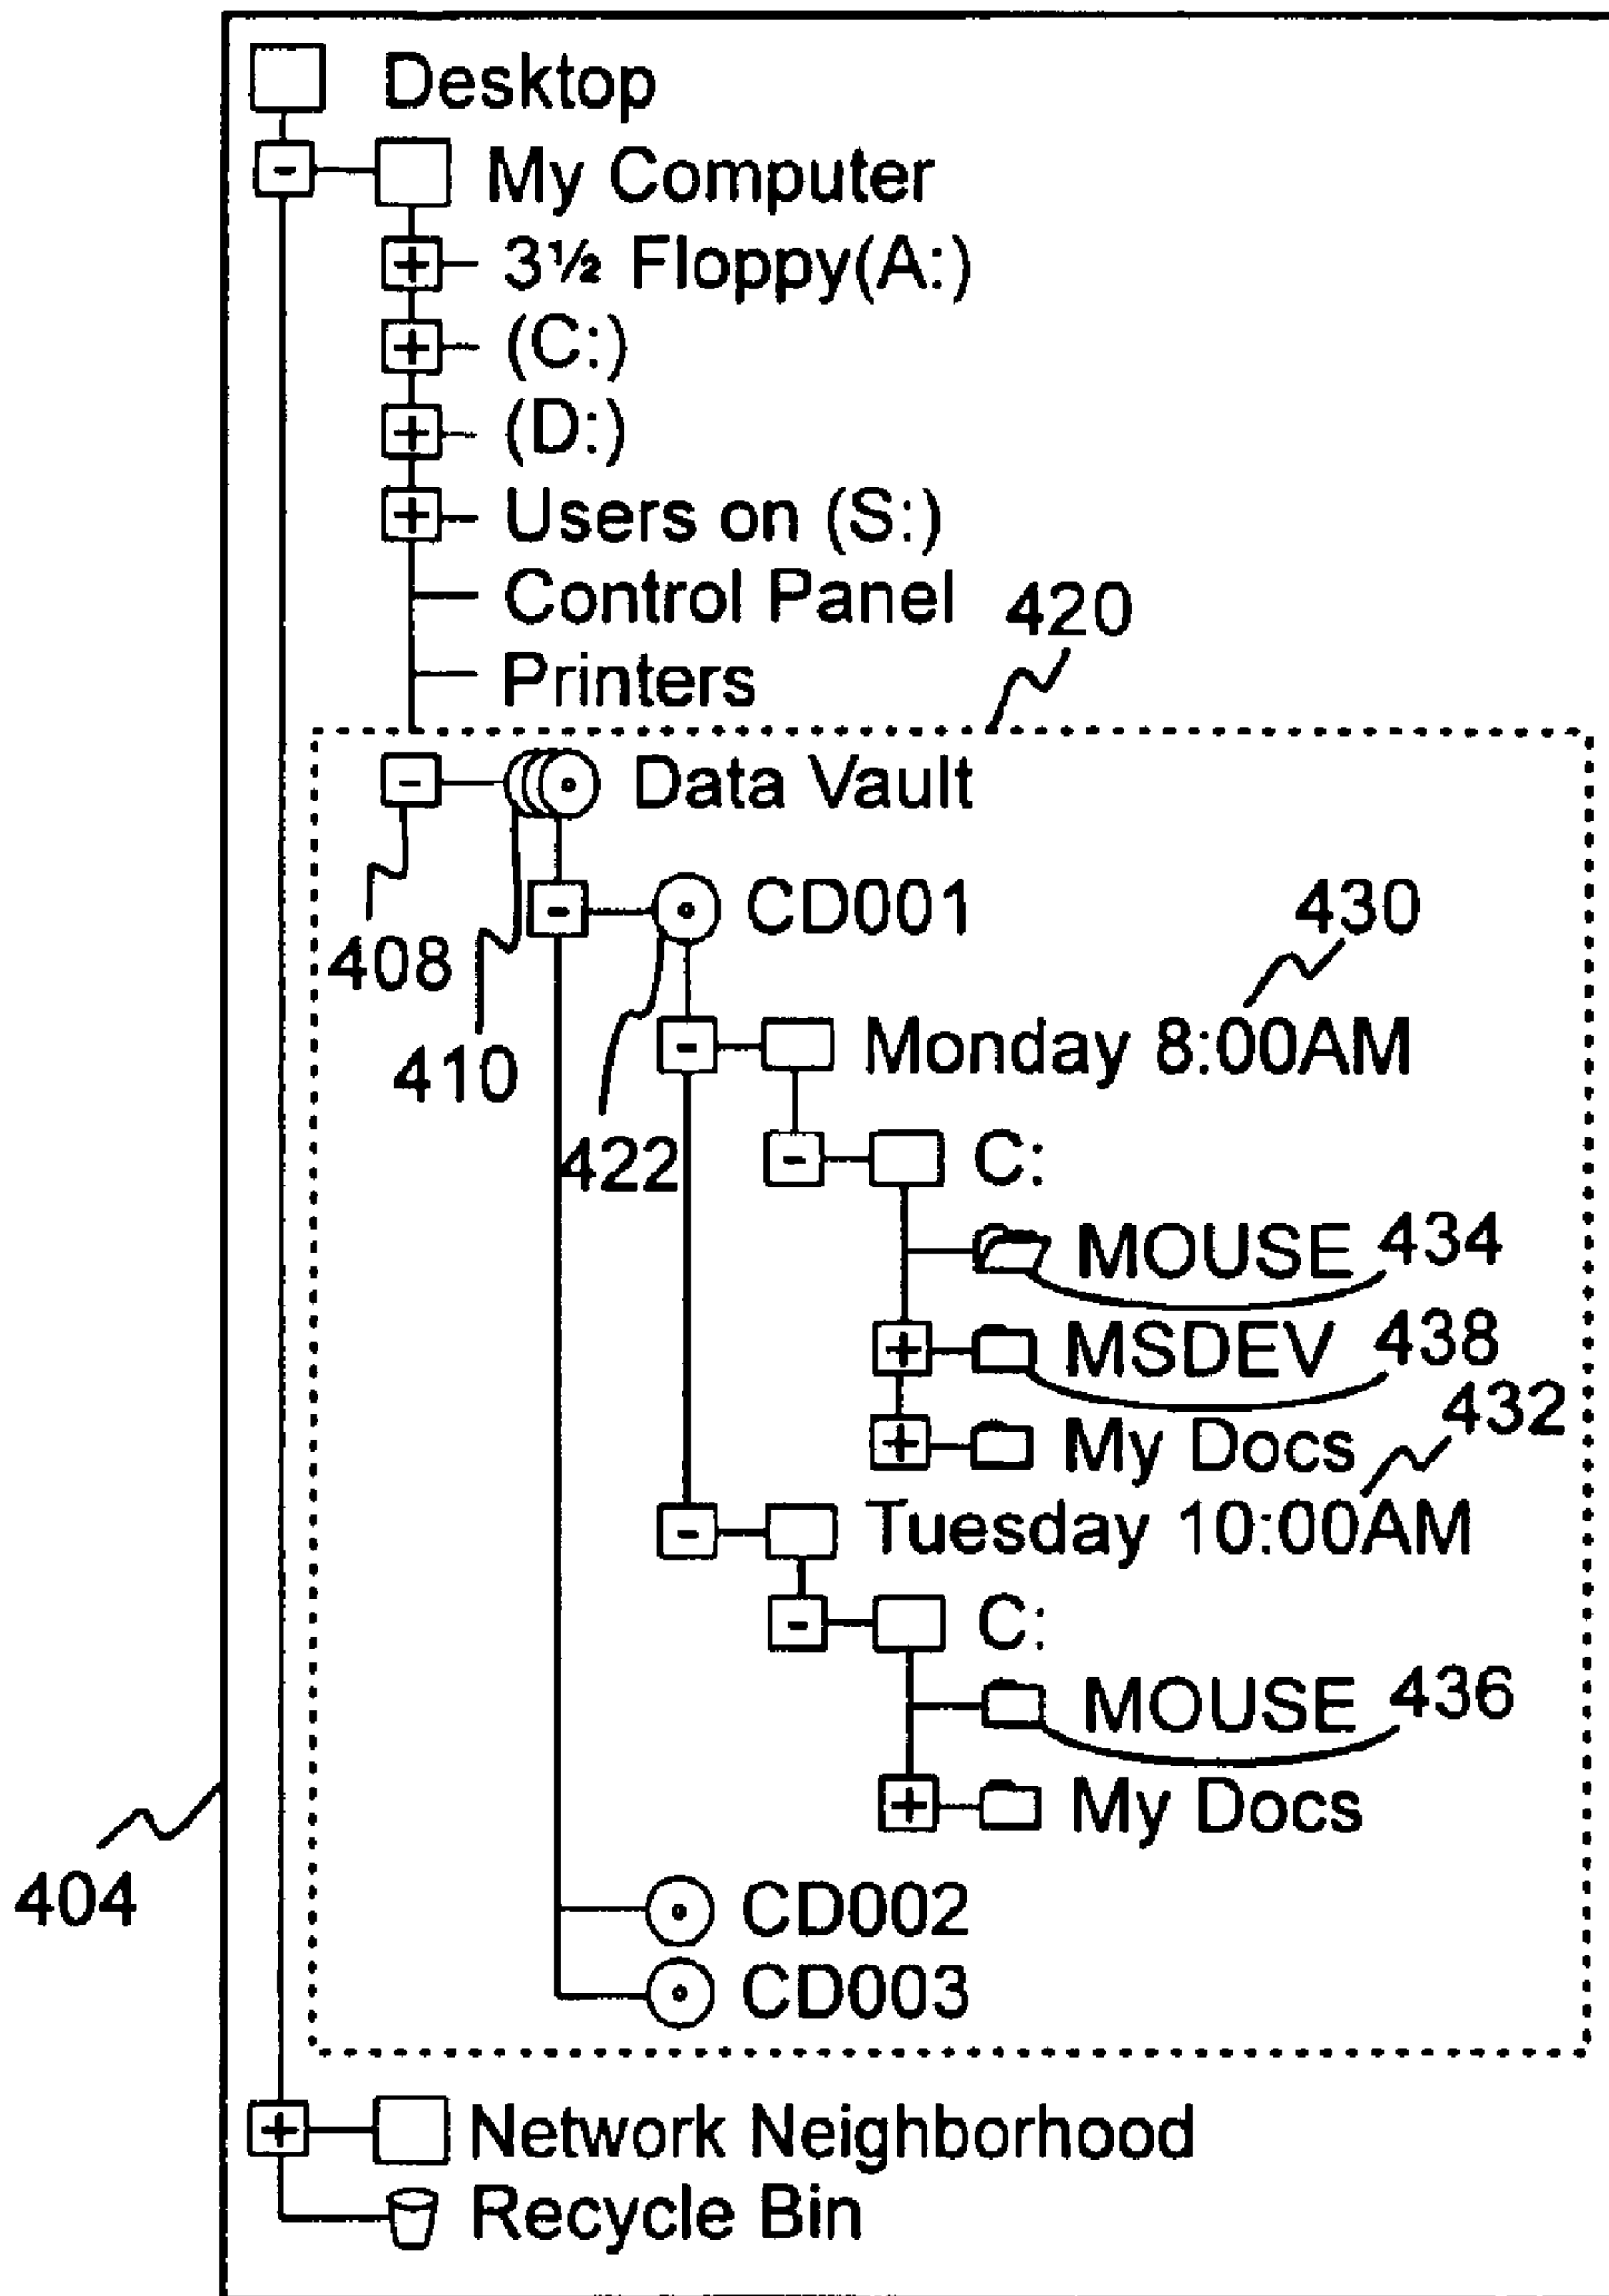 Desktop
My Computer
3½ Floppy(A:)
(C:)
(D:)
Users on (S:)
Control Panel
420
Printers
Data Vault
CD001
430
408
Monday 8:00AM
410
422
C:
MOUSE 434
MSDEV 438
432
My Docs
Tuesday 10:00AM
C:
MOUSE 436
My Docs
404
CD002
CD003
Network Neighborhood
Recycle Bin